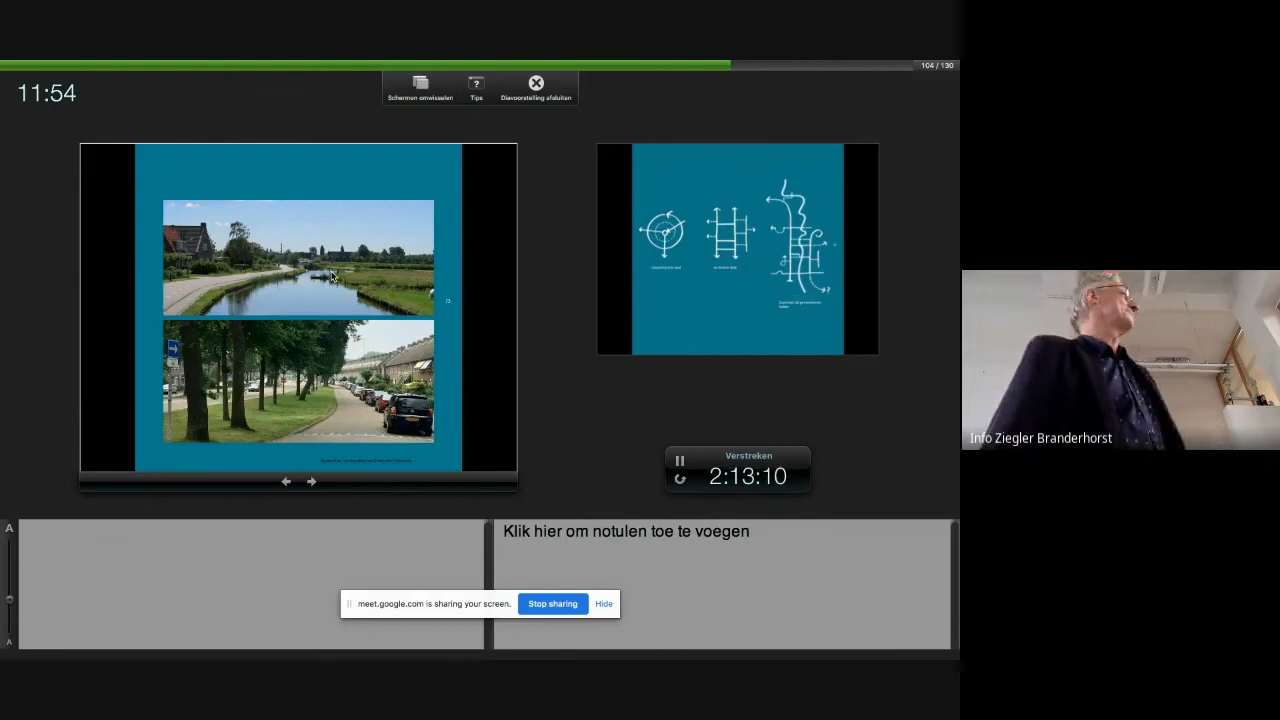 104 / 130
11:54
Schermen omwisselen
Tips
Diavoorstelling afsluiten
Verstreken
2:13:10
Info Ziegler Branderhorst
A
Klik hier om notulen toe te voegen
meet.google.com is sharing your screen.
Stop sharing
Hide
A